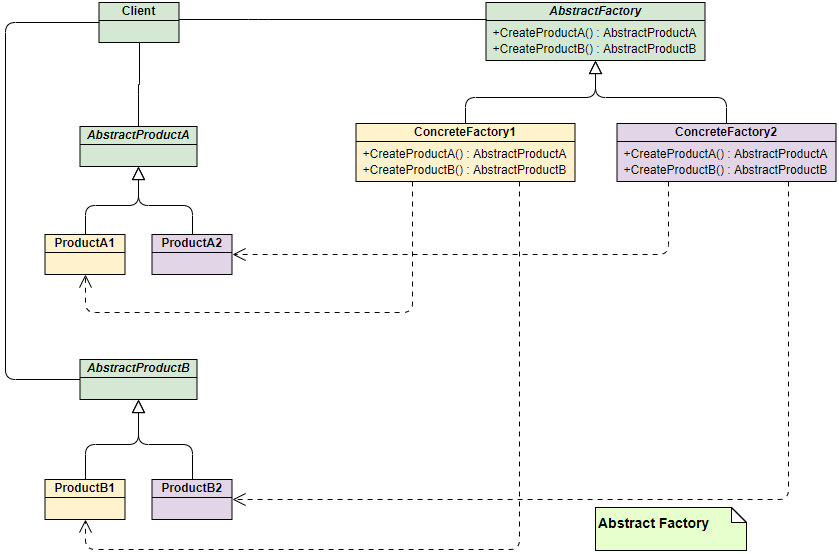 Client
AbstractFactory
+CreateProductA() : AbstractProductA
+CreateProductB() : AbstractProductB
AbstractProductA
ConcreteFactory1
+CreateProductA() : AbstractProductA
+CreateProductB() : AbstractProductB
ConcreteFactory2
+CreateProductA() : AbstractProductA
+CreateProductB() : AbstractProductB
ProductA1
ProductA2
AbstractProductB
ProductB1
ProductB2
Abstract Factory